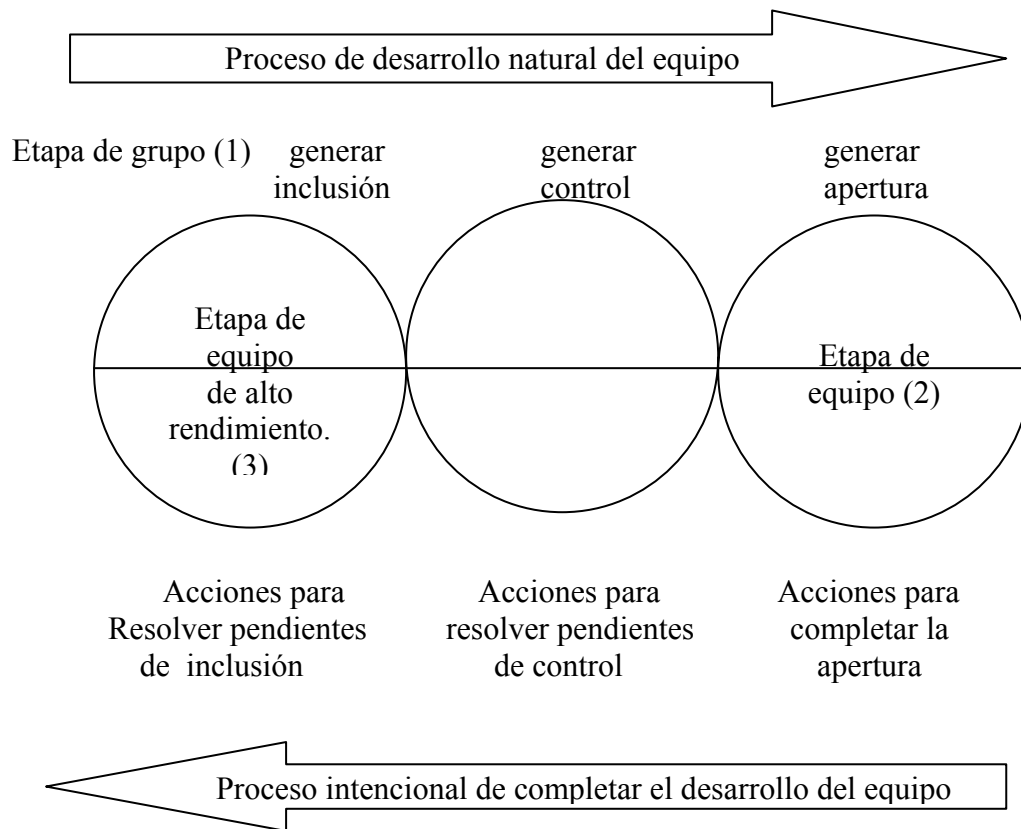 Proceso de desarrollo natural del equipo
Etapa de grupo (1) generar generar generar
inclusión control apertura
Etapa de
equipo
de alto
rendimiento.
(3)
Etapa de
equipo (2)
Acciones para
Resolver pendientes
de inclusión
Acciones para
resolver pendientes
de control
Acciones para
completar la
apertura
Proceso intencional de completar el desarrollo del equipo